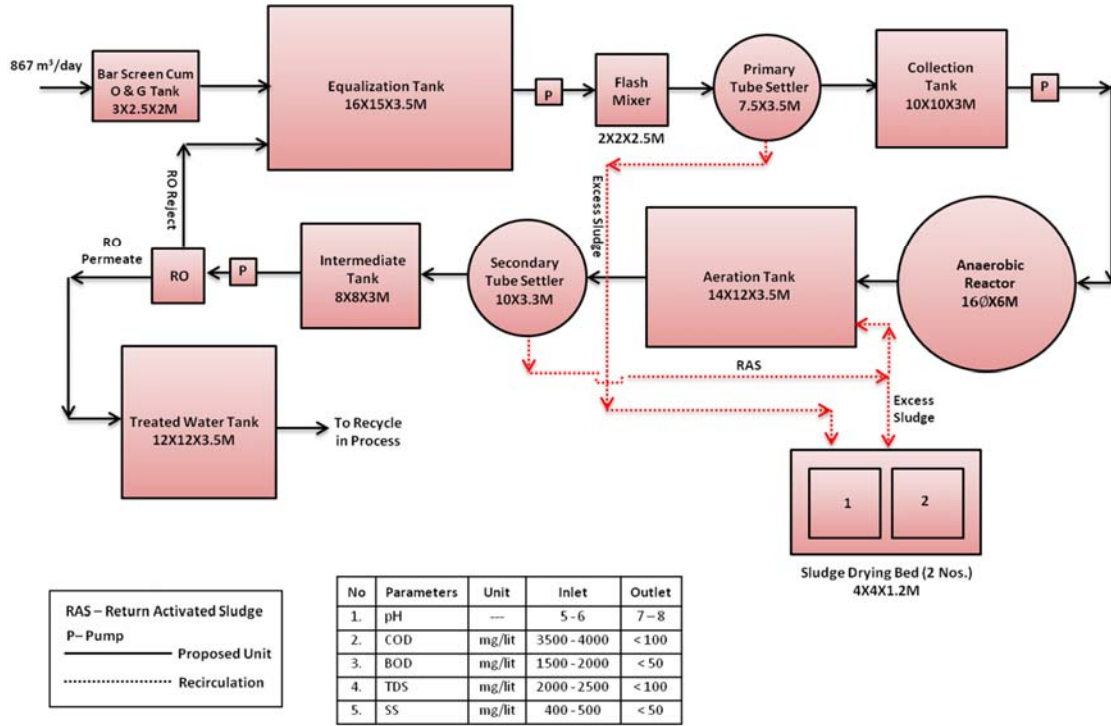 867 m³/day
Bar Screen Cum
O & G Tank
3X2.5X2M
Equalization Tank
16X15X3.5M
P
Flash
Mixer
2X2X2.5M
Primary
Tube Settler
7.5X3.5M
Collection
Tank
10X10X3M
P
RO Reject
Excess Sludge
RO
Permeate
RO
P
Intermediate
Tank
8X8X3M
Secondary
Tube Settler
10X3.3M
Aeration Tank
14X12X3.5M
Anaerobic
Reactor
16ØX6M
RAS
Excess
Sludge
Treated Water Tank
12X12X3.5M
To Recycle
in Process
1
2
Sludge Drying Bed (2 Nos.)
4X4X1.2M
RAS – Return Activated Sludge
P– Pump
Proposed Unit
Recirculation
No Parameters Unit Inlet Outlet
1. pH --- 5 - 6 7 – 8
2. COD mg/lit 3500 - 4000 < 100
3. BOD mg/lit 1500 - 2000 < 50
4. TDS mg/lit 2000 - 2500 < 100
5. SS mg/lit 400 - 500 < 50